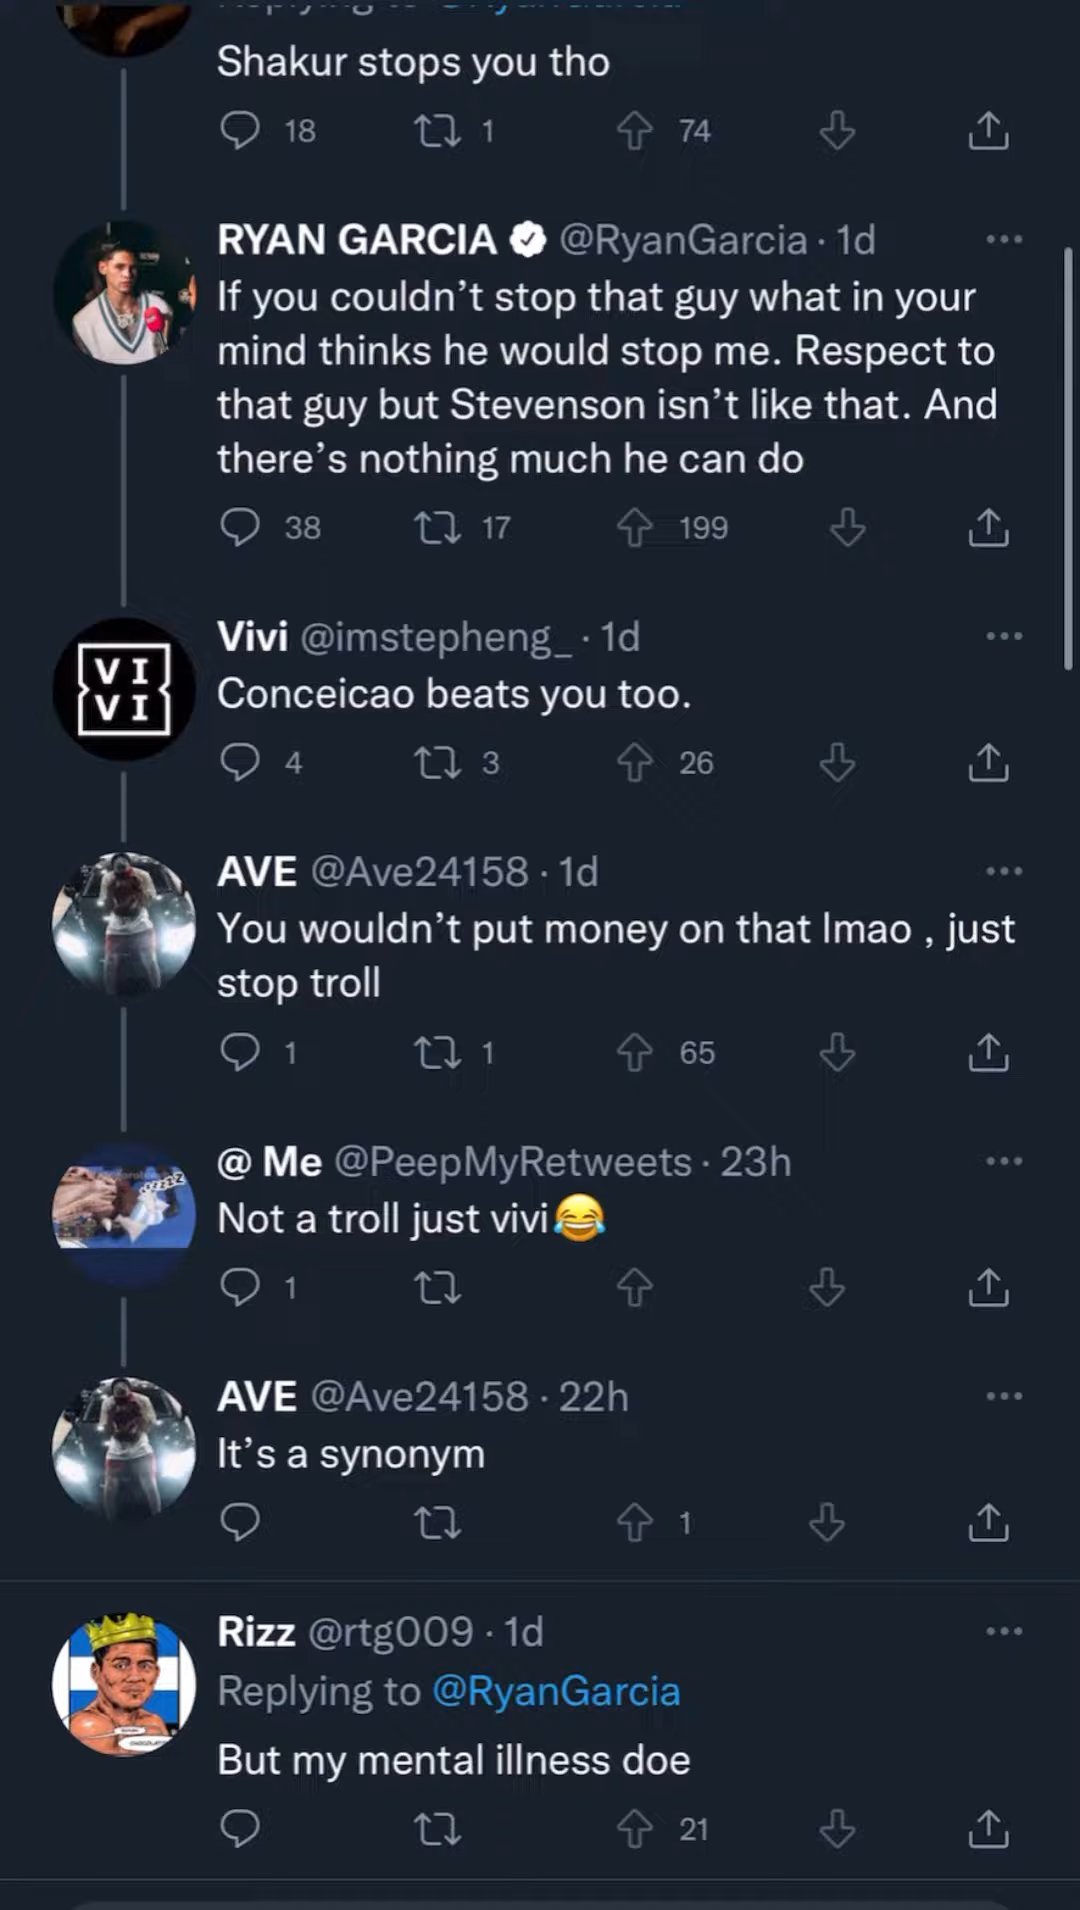 Shakur stops you tho
18 1 74
RYAN GARCIA @RyanGarcia · 1d
If you couldn’t stop that guy what in your
mind thinks he would stop me. Respect to
that guy but Stevenson isn’t like that. And
there’s nothing much he can do
38 17 199
VI
VI
Vivi @imstepheng_ · 1d
Conceicao beats you too.
4 3 26
AVE @Ave24158 · 1d
You wouldn’t put money on that lmao , just
stop troll
1 1 65
@ Me @PeepMyRetweets · 23h
Not a troll just vivi😂
1
AVE @Ave24158 · 22h
It’s a synonym
1
Rizz @rtg009 · 1d
Replying to @RyanGarcia
But my mental illness doe
21